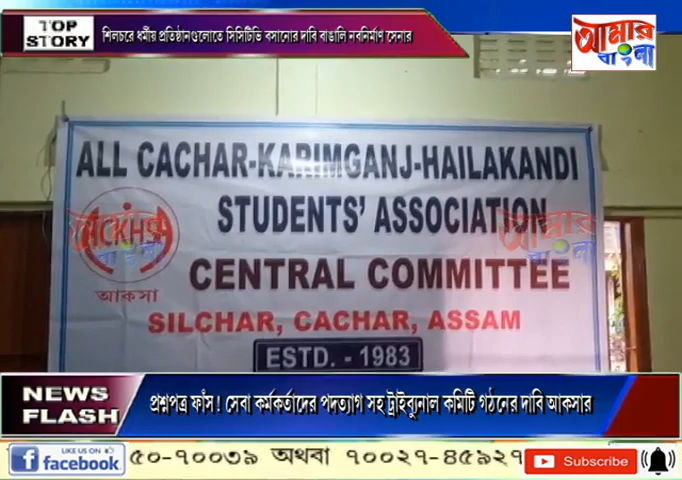 TOP STORY
শিলচরে ধর্মীয় প্রতিষ্ঠানগুলোতে সিসিটিভি বসানোর দাবি বাঙালি নবনির্মাণ সেনার
আমার বাংলা
ALL CACHAR-KARIMGANJ-HAILAKANDI
STUDENTS' ASSOCIATION
ACKHSA
আমার বাংলা
আকসা
CENTRAL COMMITTEE
SILCHAR, CACHAR, ASSAM
ESTD. - 1983
NEWS FLASH
প্রশ্নপত্র ফাঁস! সেবা কর্মকর্তাদের পদত্যাগ সহ ট্রাইব্যুনাল কমিটি গঠনের দাবি আকসার
LIKE US ON
facebook
৫০-৭০০৩৯ অথবা ৭০০২৭-৪৫৯২৭
Subscribe